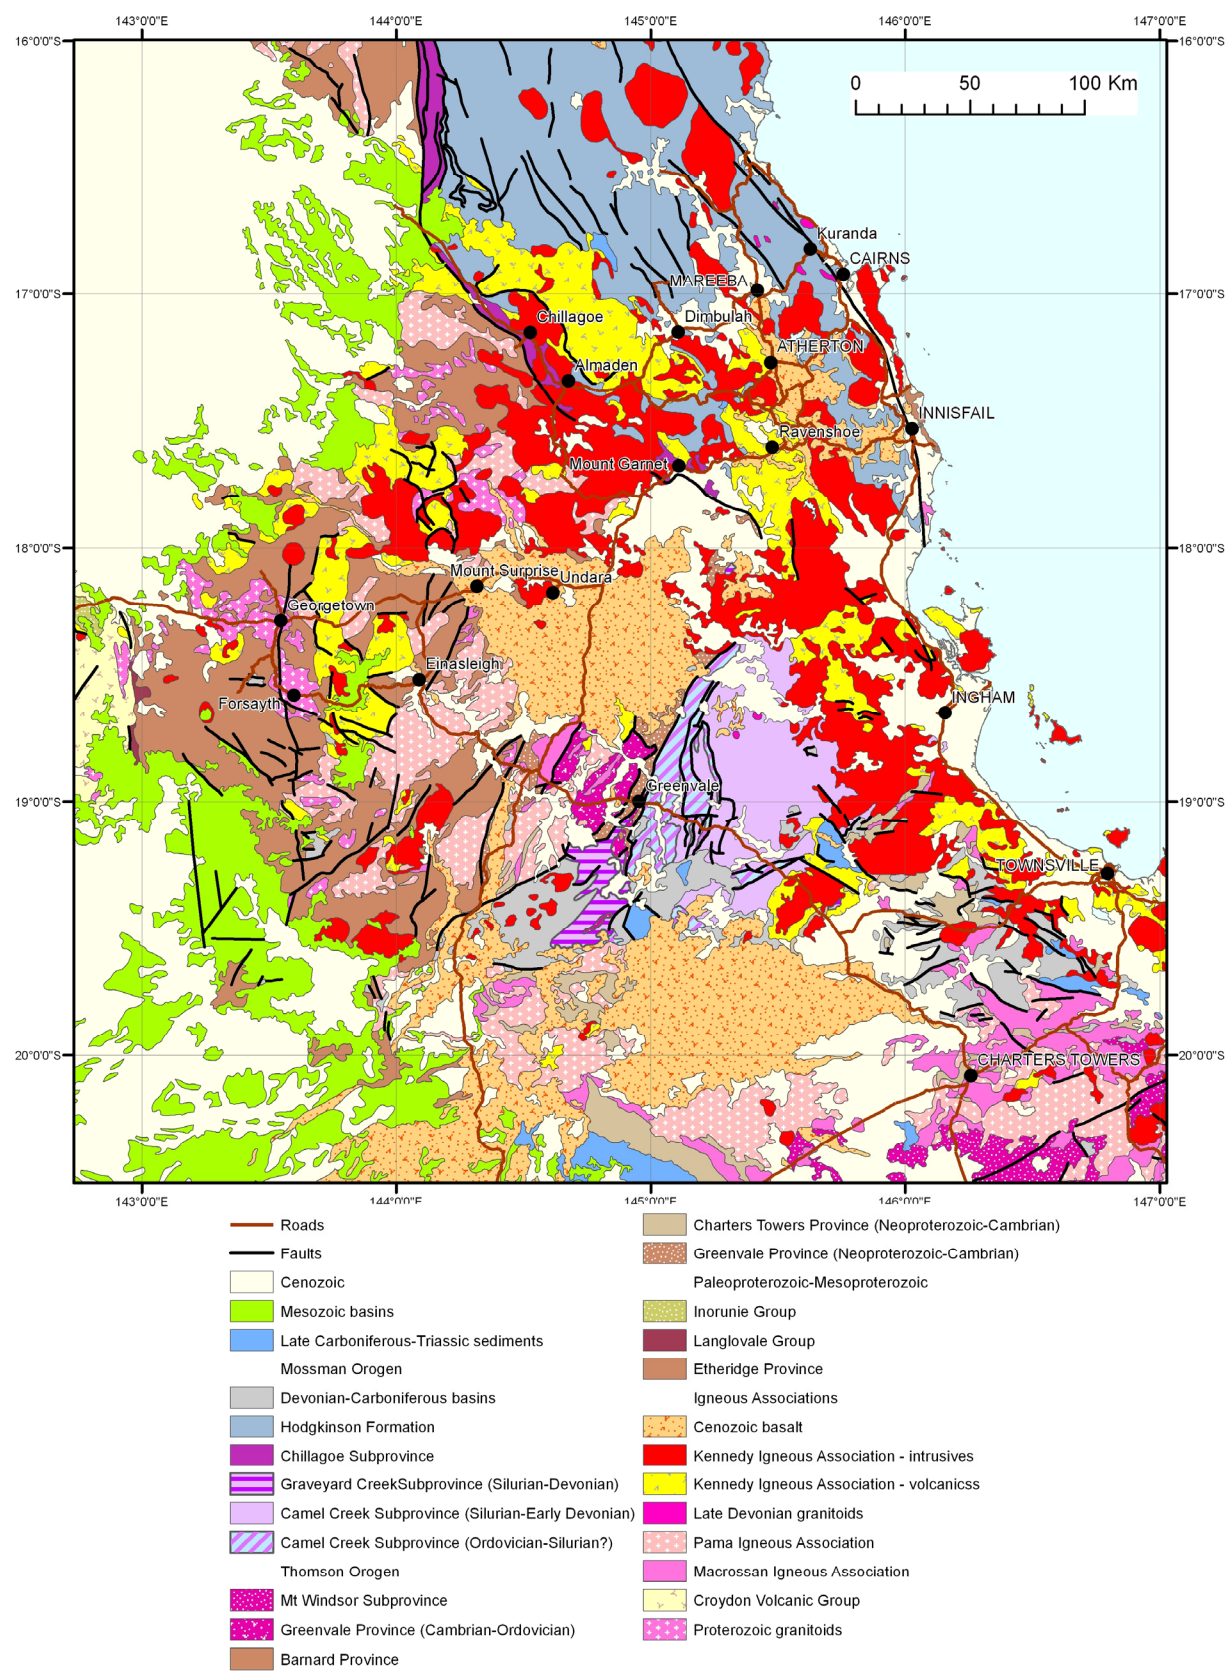 143°0'0"E 144°0'0"E 145°0'0"E 146°0'0"E 147°0'0"E
16°0'0"S 16°0'0"S
0 50 100 Km
Kuranda
CAIRNS
MAREEBA
17°0'0"S 17°0'0"S
Chillagoe Dimbulah
ATHERTON
Almaden
INNISFAIL
Ravenshoe
Mount Garnet
18°0'0"S 18°0'0"S
Mount Surprise Undara
Georgetown
Einasleigh
Forsayth INGHAM
Greenvale
19°0'0"S 19°0'0"S
TOWNSVILLE
20°0'0"S CHARTERS TOWERS 20°0'0"S
143°0'0"E 144°0'0"E 145°0'0"E 146°0'0"E 147°0'0"E
Roads
Faults
Cenozoic
Mesozoic basins
Late Carboniferous-Triassic sediments
Mossman Orogen
Devonian-Carboniferous basins
Hodgkinson Formation
Chillagoe Subprovince
Graveyard CreekSubprovince (Silurian-Devonian)
Camel Creek Subprovince (Silurian-Early Devonian)
Camel Creek Subprovince (Ordovician-Silurian?)
Thomson Orogen
Mt Windsor Subprovince
Greenvale Province (Cambrian-Ordovician)
Barnard Province
Charters Towers Province (Neoproterozoic-Cambrian)
Greenvale Province (Neoproterozoic-Cambrian)
Paleoproterozoic-Mesoproterozoic
Inorunie Group
Langlovale Group
Etheridge Province
Igneous Associations
Cenozoic basalt
Kennedy Igneous Association - intrusives
Kennedy Igneous Association - volcanicss
Late Devonian granitoids
Pama Igneous Association
Macrossan Igneous Association
Croydon Volcanic Group
Proterozoic granitoids